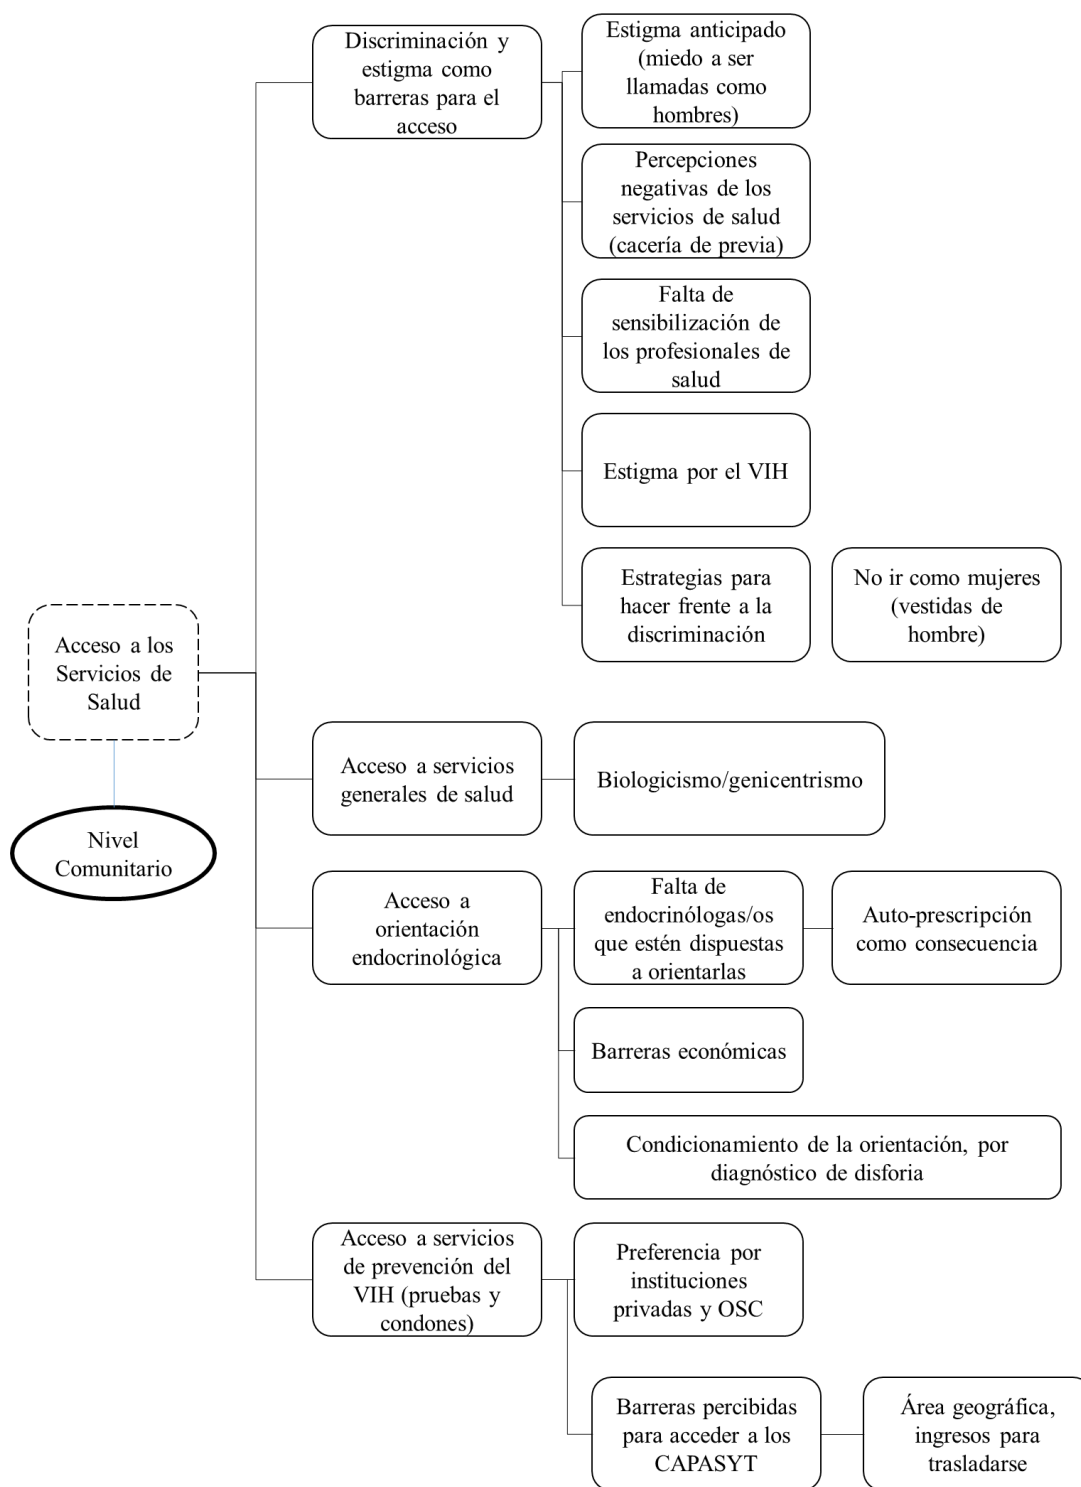 Discriminación y
estigma como
barreras para el
acceso
Estigma anticipado
(miedo a ser
llamadas como
hombres)
Percepciones
negativas de los
servicios de salud
(cacería de previa)
Falta de
sensibilización de
los profesionales de
salud
Estigma por el VIH
Estrategias para
hacer frente a la
discriminación
No ir como mujeres
(vestidas de
hombre)
Acceso a los
Servicios de
Salud
Nivel
Comunitario
Acceso a servicios
generales de salud
Biologicismo/genicentrismo
Acceso a
orientación
endocrinológica
Falta de
endocrinólogas/os
que estén dispuestas
a orientarlas
Auto-prescripción
como consecuencia
Barreras económicas
Condicionamiento de la orientación, por
diagnóstico de disforia
Acceso a servicios
de prevención del
VIH (pruebas y
condones)
Preferencia por
instituciones
privadas y OSC
Barreras percibidas
para acceder a los
CAPASYT
Área geográfica,
ingresos para
trasladarse